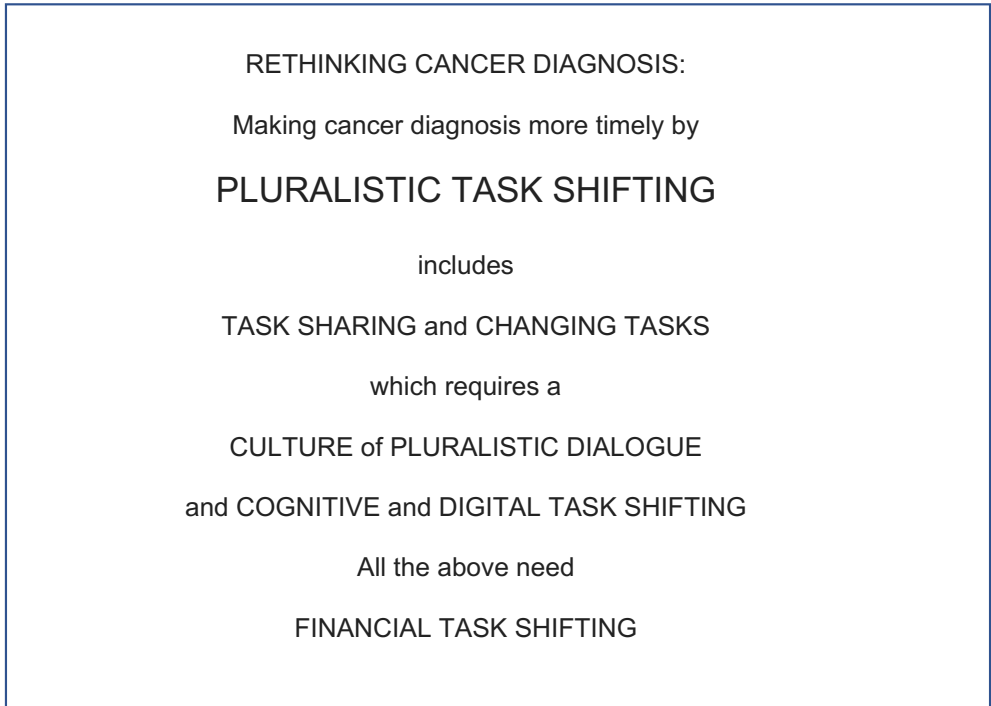 RETHINKING CANCER DIAGNOSIS:
Making cancer diagnosis more timely by
PLURALISTIC TASK SHIFTING
includes
TASK SHARING and CHANGING TASKS
which requires a
CULTURE of PLURALISTIC DIALOGUE
and COGNITIVE and DIGITAL TASK SHIFTING
All the above need
FINANCIAL TASK SHIFTING